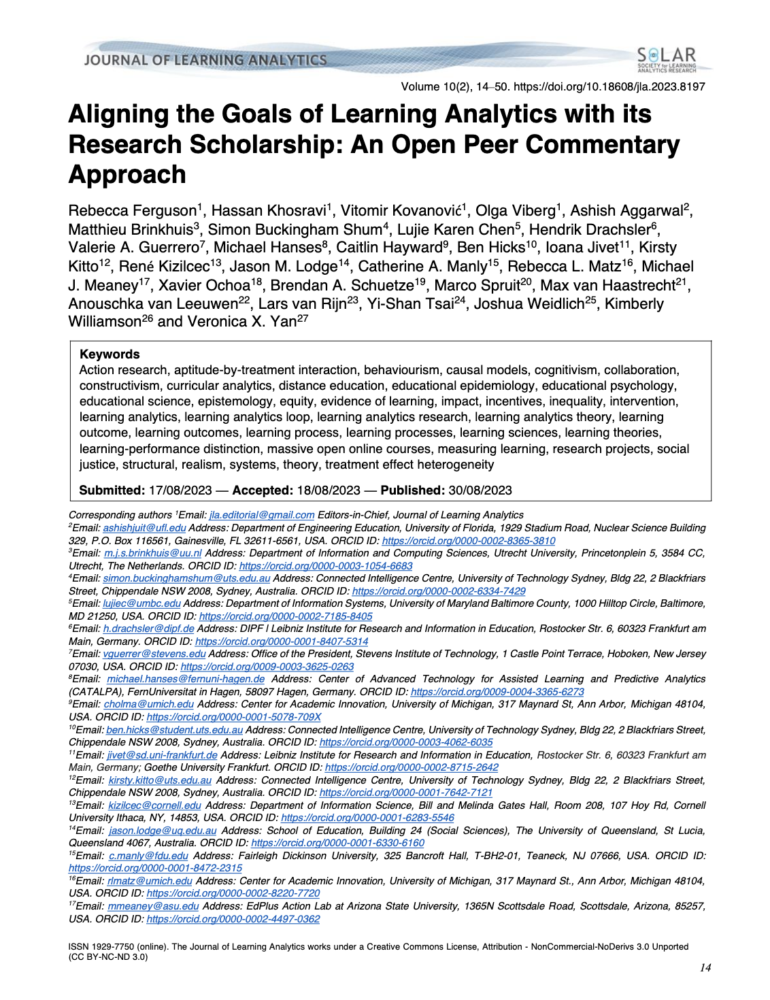 JOURNAL OF LEARNING ANALYTICS
SOLAR
SOCIETY for LEARNING
ANALYTICS RESEARCH
Volume 10(2), 14–50. https://doi.org/10.18608/jla.2023.8197
Aligning the Goals of Learning Analytics with its
Research Scholarship: An Open Peer Commentary
Approach
Rebecca Ferguson¹, Hassan Khosravi¹, Vitomir Kovanović¹, Olga Viberg¹, Ashish Aggarwal²,
Matthieu Brinkhuis³, Simon Buckingham Shum⁴, Lujie Karen Chen⁵, Hendrik Drachsler⁶,
Valerie A. Guerrero⁷, Michael Hanses⁸, Caitlin Hayward⁹, Ben Hicks¹⁰, Ioana Jivet¹¹, Kirsty
Kitto¹², René Kizilcec¹³, Jason M. Lodge¹⁴, Catherine A. Manly¹⁵, Rebecca L. Matz¹⁶, Michael
J. Meaney¹⁷, Xavier Ochoa¹⁸, Brendan A. Schuetze¹⁹, Marco Spruit²⁰, Max van Haastrecht²¹,
Anouschka van Leeuwen²², Lars van Rijn²³, Yi-Shan Tsai²⁴, Joshua Weidlich²⁵, Kimberly
Williamson²⁶ and Veronica X. Yan²⁷
Keywords
Action research, aptitude-by-treatment interaction, behaviourism, causal models, cognitivism, collaboration,
constructivism, curricular analytics, distance education, educational epidemiology, educational psychology,
educational science, epistemology, equity, evidence of learning, impact, incentives, inequality, intervention,
learning analytics, learning analytics loop, learning analytics research, learning analytics theory, learning
outcome, learning outcomes, learning process, learning processes, learning sciences, learning theories,
learning-performance distinction, massive open online courses, measuring learning, research projects, social
justice, structural, realism, systems, theory, treatment effect heterogeneity
Submitted: 17/08/2023 — Accepted: 18/08/2023 — Published: 30/08/2023
Corresponding authors ¹Email: jla.editorial@gmail.com Editors-in-Chief, Journal of Learning Analytics
²Email: ashishjuit@ufl.edu Address: Department of Engineering Education, University of Florida, 1929 Stadium Road, Nuclear Science Building
329, P.O. Box 116561, Gainesville, FL 32611-6561, USA. ORCID ID: https://orcid.org/0000-0002-8365-3810
³Email: m.j.s.brinkhuis@uu.nl Address: Department of Information and Computing Sciences, Utrecht University, Princetonplein 5, 3584 CC,
Utrecht, The Netherlands. ORCID ID: https://orcid.org/0000-0003-1054-6683
⁴Email: simon.buckinghamshum@uts.edu.au Address: Connected Intelligence Centre, University of Technology Sydney, Bldg 22, 2 Blackfriars
Street, Chippendale NSW 2008, Sydney, Australia. ORCID ID: https://orcid.org/0000-0002-6334-7429
⁵Email: lujiec@umbc.edu Address: Department of Information Systems, University of Maryland Baltimore County, 1000 Hilltop Circle, Baltimore,
MD 21250, USA. ORCID ID: https://orcid.org/0000-0002-7185-8405
⁶Email: h.drachsler@dipf.de Address: DIPF | Leibniz Institute for Research and Information in Education, Rostocker Str. 6, 60323 Frankfurt am
Main, Germany. ORCID ID: https://orcid.org/0000-0001-8407-5314
⁷Email: vguerrer@stevens.edu Address: Office of the President, Stevens Institute of Technology, 1 Castle Point Terrace, Hoboken, New Jersey
07030, USA. ORCID ID: https://orcid.org/0009-0003-3625-0263
⁸Email: michael.hanses@fernuni-hagen.de Address: Center of Advanced Technology for Assisted Learning and Predictive Analytics
(CATALPA), FernUniversitat in Hagen, 58097 Hagen, Germany. ORCID ID: https://orcid.org/0009-0004-3365-6273
⁹Email: cholma@umich.edu Address: Center for Academic Innovation, University of Michigan, 317 Maynard St, Ann Arbor, Michigan 48104,
USA. ORCID ID: https://orcid.org/0000-0001-5078-709X
¹⁰Email: ben.hicks@student.uts.edu.au Address: Connected Intelligence Centre, University of Technology Sydney, Bldg 22, 2 Blackfriars Street,
Chippendale NSW 2008, Sydney, Australia. ORCID ID: https://orcid.org/0000-0003-4062-6035
¹¹Email: jivet@sd.uni-frankfurt.de Address: Leibniz Institute for Research and Information in Education, Rostocker Str. 6, 60323 Frankfurt am
Main, Germany; Goethe University Frankfurt. ORCID ID: https://orcid.org/0000-0002-8715-2642
¹²Email: kirsty.kitto@uts.edu.au Address: Connected Intelligence Centre, University of Technology Sydney, Bldg 22, 2 Blackfriars Street,
Chippendale NSW 2008, Sydney, Australia. ORCID ID: https://orcid.org/0000-0001-7642-7121
¹³Email: kizilcec@cornell.edu Address: Department of Information Science, Bill and Melinda Gates Hall, Room 208, 107 Hoy Rd, Cornell
University Ithaca, NY, 14853, USA. ORCID ID: https://orcid.org/0000-0001-6283-5546
¹⁴Email: jason.lodge@uq.edu.au Address: School of Education, Building 24 (Social Sciences), The University of Queensland, St Lucia,
Queensland 4067, Australia. ORCID ID: https://orcid.org/0000-0001-6330-6160
¹⁵Email: c.manly@fdu.edu Address: Fairleigh Dickinson University, 325 Bancroft Hall, T-BH2-01, Teaneck, NJ 07666, USA. ORCID ID:
https://orcid.org/0000-0001-8472-2315
¹⁶Email: rlmatz@umich.edu Address: Center for Academic Innovation, University of Michigan, 317 Maynard St., Ann Arbor, Michigan 48104,
USA. ORCID ID: https://orcid.org/0000-0002-8220-7720
¹⁷Email: mmeaney@asu.edu Address: EdPlus Action Lab at Arizona State University, 1365N Scottsdale Road, Scottsdale, Arizona, 85257,
USA. ORCID ID: https://orcid.org/0000-0002-4497-0362
ISSN 1929-7750 (online). The Journal of Learning Analytics works under a Creative Commons License, Attribution - NonCommercial-NoDerivs 3.0 Unported
(CC BY-NC-ND 3.0)
14